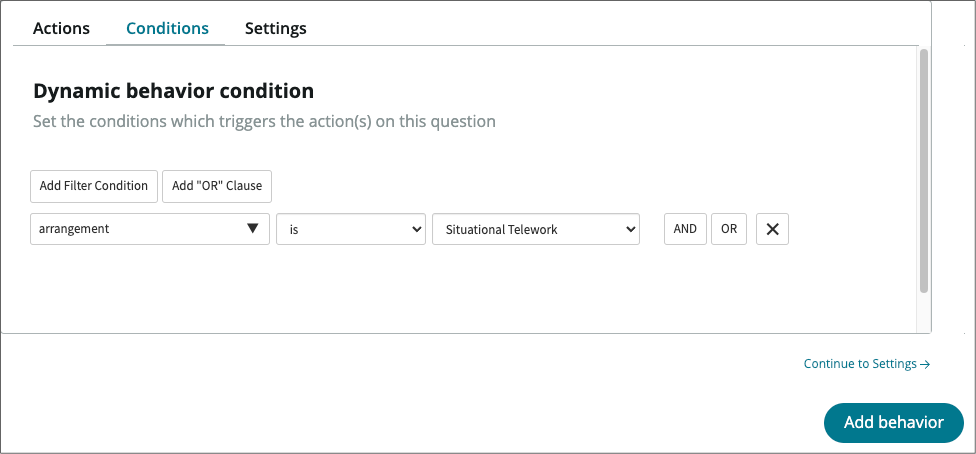 Actions Conditions Settings
Dynamic behavior condition
Set the conditions which triggers the action(s) on this question
Add Filter Condition Add "OR" Clause
arrangement is Situational Telework AND OR
Continue to Settings→
Add behavior